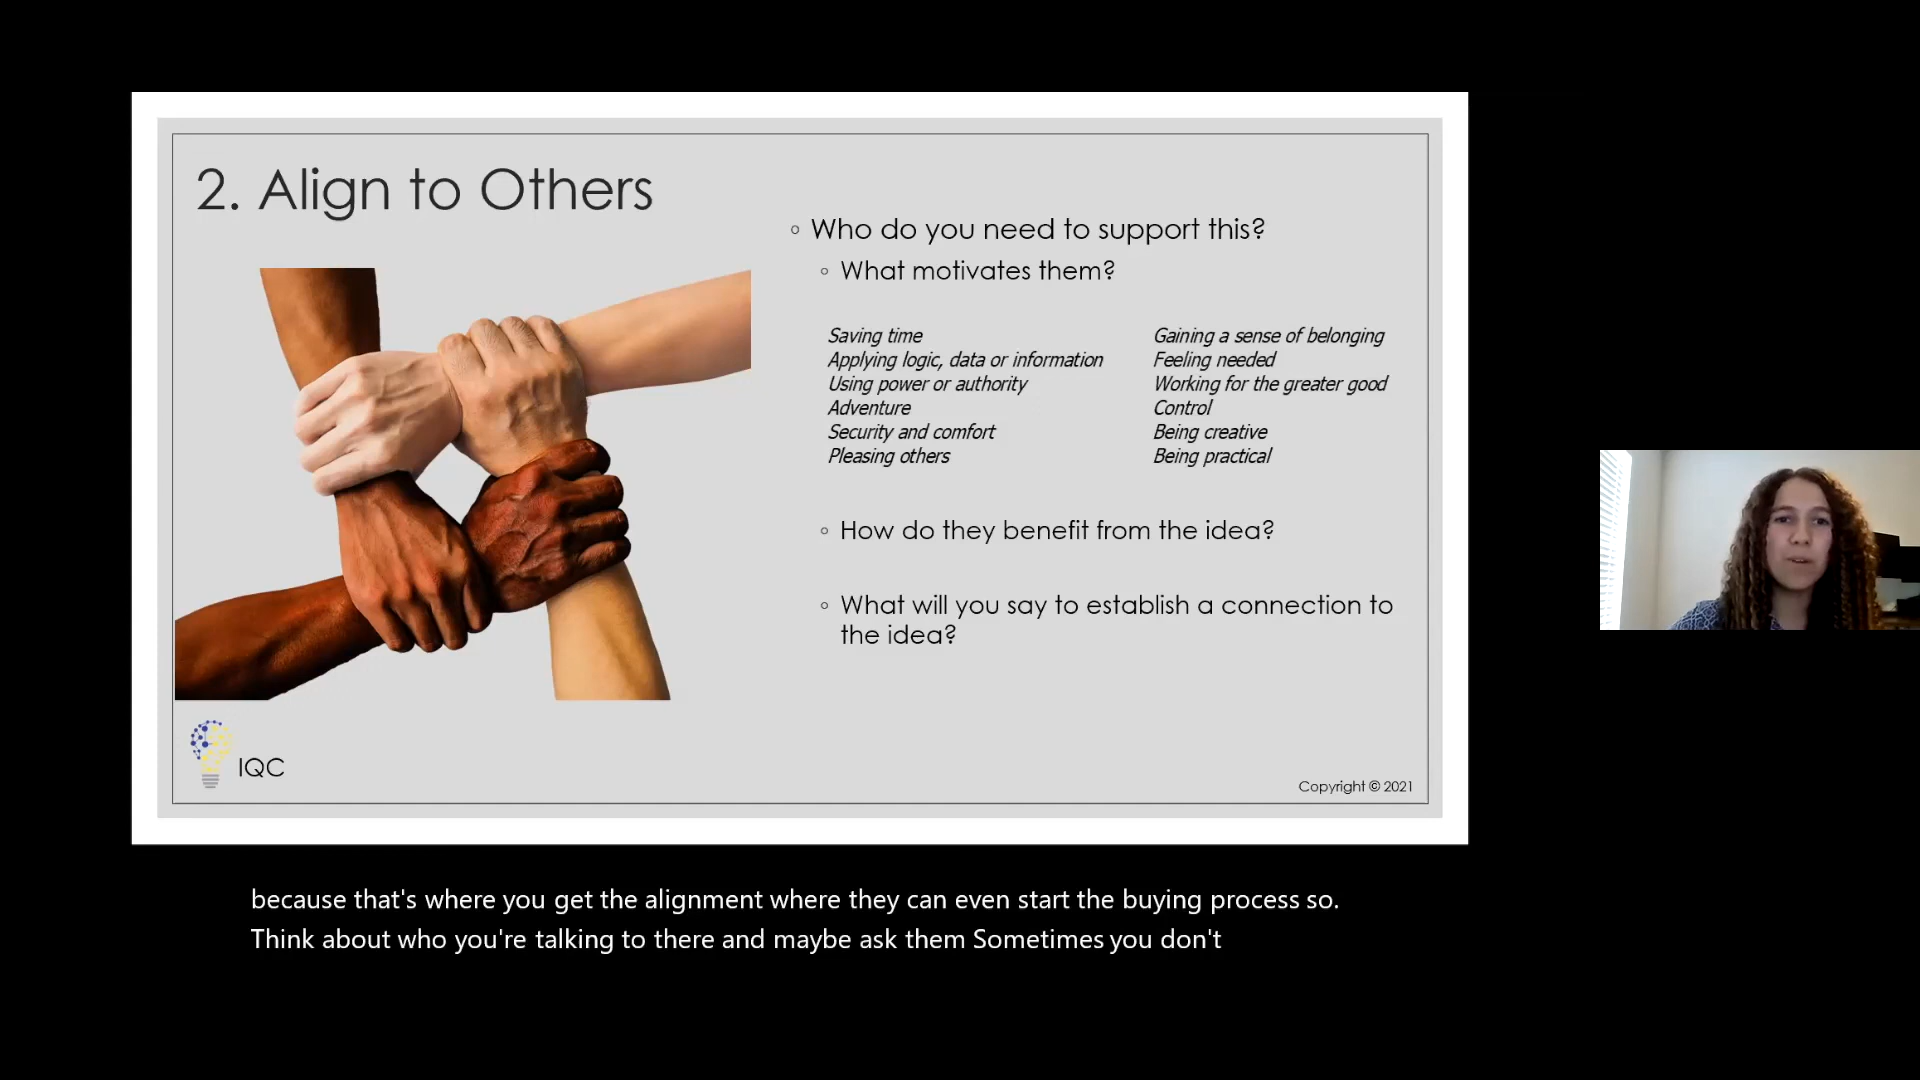 2. Align to Others
Who do you need to support this?
What motivates them?
Saving time
Applying logic, data or information
Using power or authority
Adventure
Security and comfort
Pleasing others
Gaining a sense of belonging
Feeling needed
Working for the greater good
Control
Being creative
Being practical
How do they benefit from the idea?
What will you say to establish a connection to
the idea?
IQC
Copyright © 2021
because that's where you get the alignment where they can even start the buying process so.
Think about who you're talking to there and maybe ask them Sometimes you don't